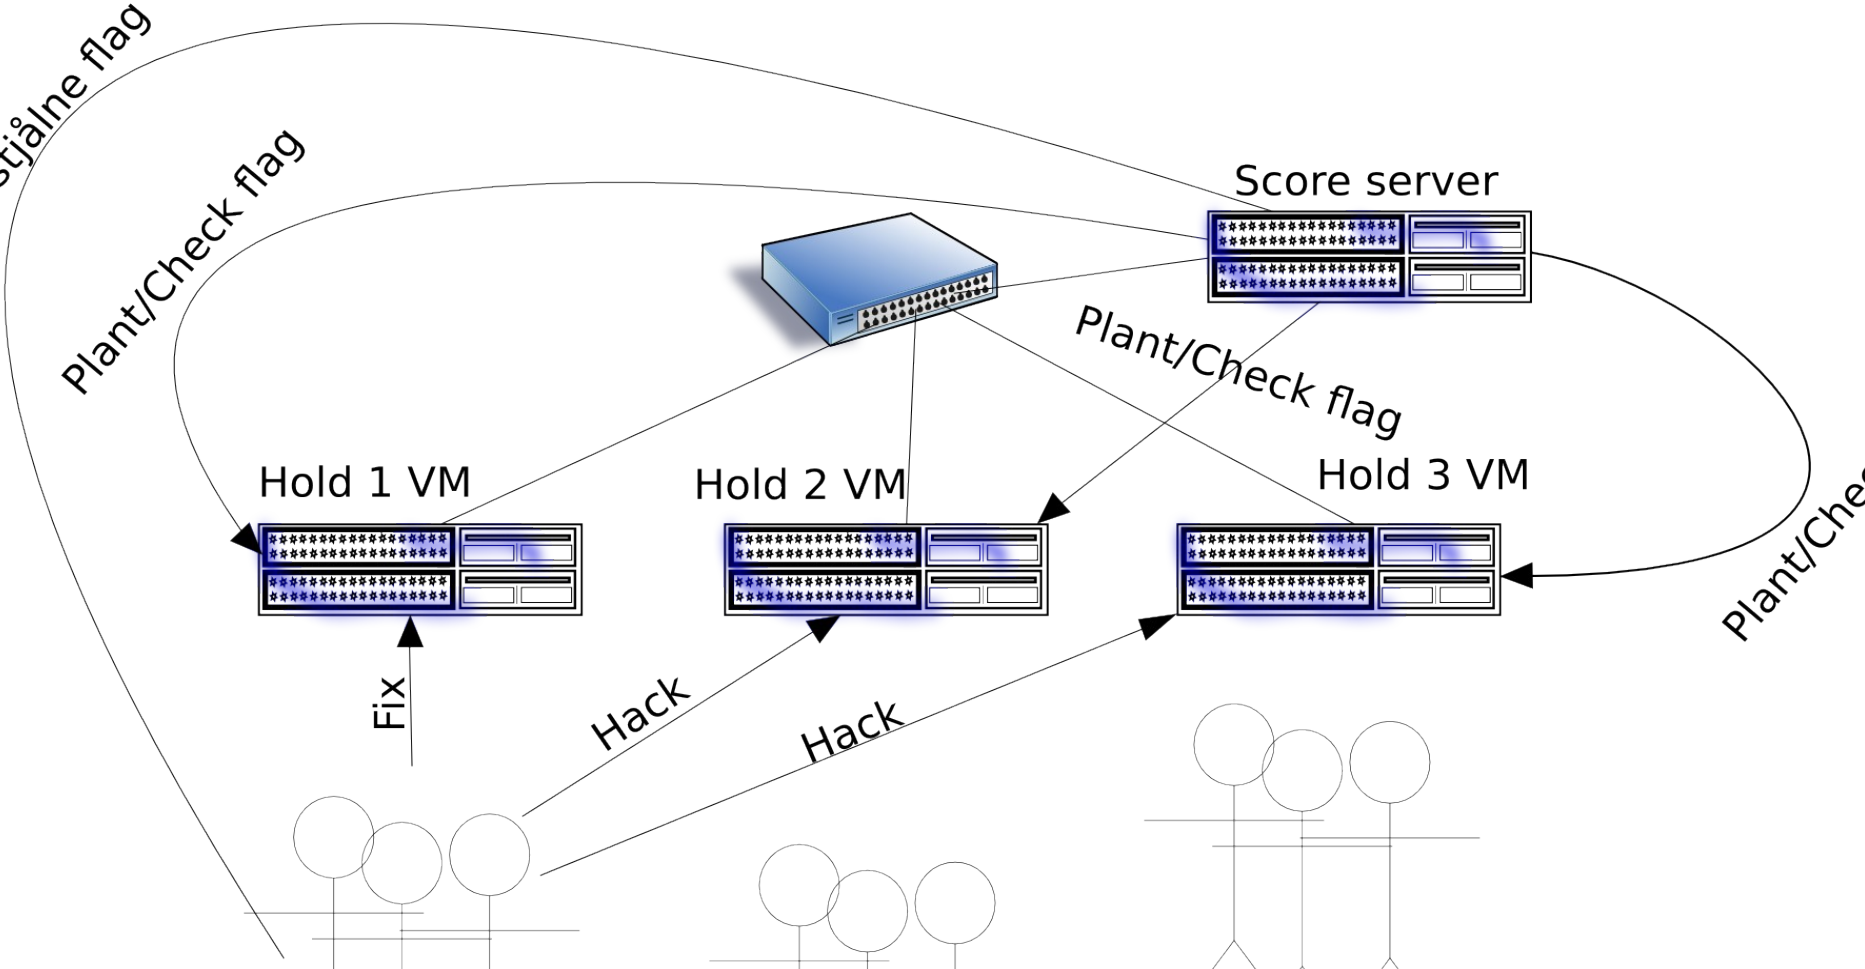 stjålne flag
Plant/Check flag
Score server
Plant/Check flag
Hold 1 VM
Hold 2 VM
Hold 3 VM
Fix
Hack
Hack